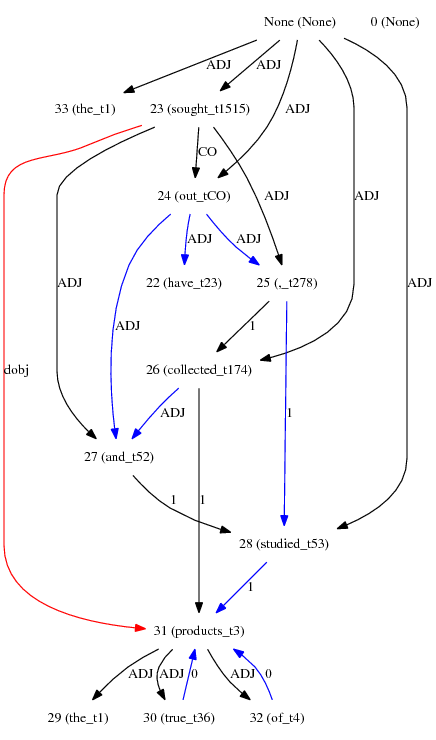 None (None) 0 (None)
ADJ ADJ
33 (the_t1) 23 (sought_t1515) ADJ
CO
24 (out_tCO) ADJ ADJ
ADJ ADJ
ADJ 22 (have_t23) 25 (,_t278) ADJ
ADJ 1
dobj 26 (collected_t174)
ADJ 1
27 (and_t52)
1 1
28 (studied_t53)
1
31 (products_t3)
ADJ ADJ 0 ADJ 0
29 (the_t1) 30 (true_t36) 32 (of_t4)